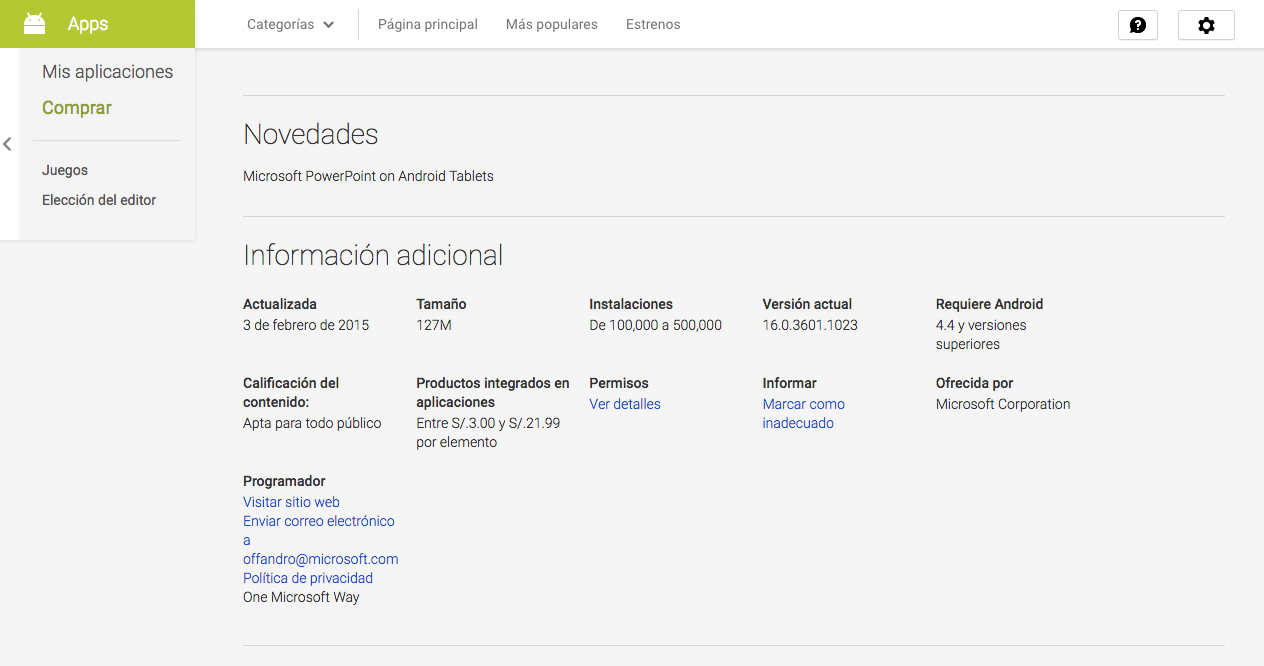 Apps
Categorías
Página principal
Más populares
Estrenos
Mis aplicaciones
Comprar
Juegos
Elección del editor
Novedades
Microsoft PowerPoint on Android Tablets
Información adicional
Actualizada
3 de febrero de 2015
Tamaño
127M
Instalaciones
De 100,000 a 500,000
Versión actual
16.0.3601.1023
Requiere Android
4.4 y versiones
superiores
Calificación del
contenido:
Apta para todo público
Productos integrados en
aplicaciones
Entre S/.3.00 y S/.21.99
por elemento
Permisos
Ver detalles
Informar
Marcar como
inadecuado
Ofrecida por
Microsoft Corporation
Programador
Visitar sitio web
Enviar correo electrónico
a
offandro@microsoft.com
Política de privacidad
One Microsoft Way